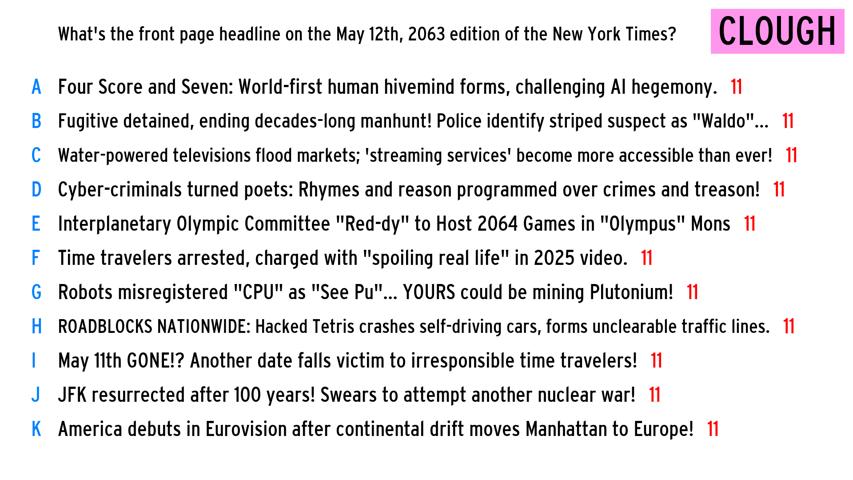 What's the front page headline on the May 12th, 2063 edition of the New York Times?
CLOUGH
A Four Score and Seven: World-first human hivemind forms, challenging AI hegemony. 11
B Fugitive detained, ending decades-long manhunt! Police identify striped suspect as "Waldo"... 11
C Water-powered televisions flood markets; 'streaming services' become more accessible than ever! 11
D Cyber-criminals turned poets: Rhymes and reason programmed over crimes and treason! 11
E Interplanetary Olympic Committee "Red-dy" to Host 2064 Games in "Olympus" Mons 11
F Time travelers arrested, charged with "spoiling real life" in 2025 video. 11
G Robots misregistered "CPU" as "See Pu"... YOURS could be mining Plutonium! 11
H ROADBLOCKS NATIONWIDE: Hacked Tetris crashes self-driving cars, forms unclearable traffic lines. 11
I May 11th GONE!? Another date falls victim to irresponsible time travelers! 11
J JFK resurrected after 100 years! Swears to attempt another nuclear war! 11
K America debuts in Eurovision after continental drift moves Manhattan to Europe! 11